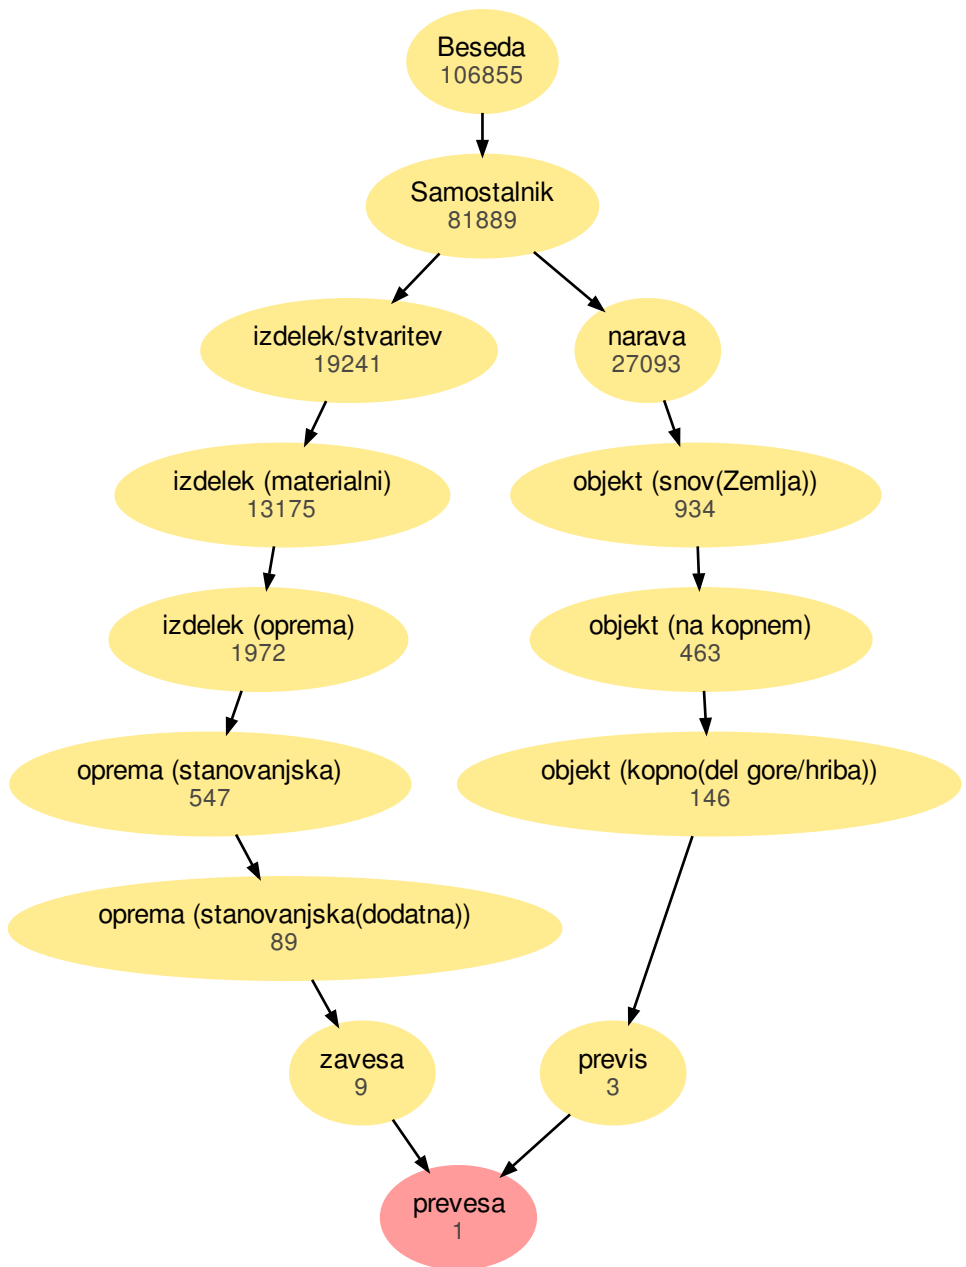 Beseda
106855
Samostalnik
81889
izdelek/stvaritev
19241
narava
27093
izdelek (materialni)
13175
objekt (snov(Zemlja))
934
izdelek (oprema)
1972
objekt (na kopnem)
463
oprema (stanovanjska)
547
objekt (kopno(del gore/hriba))
146
oprema (stanovanjska(dodatna))
89
zavesa
9
previs
3
prevesa
1